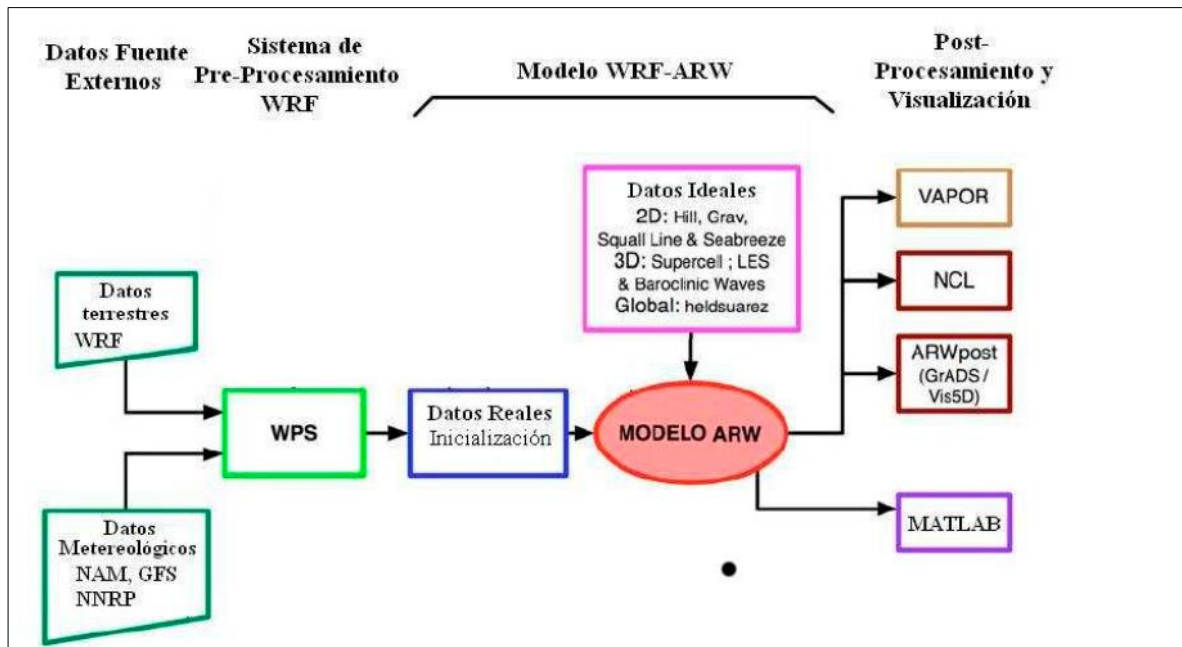 Datos Fuente
Externos
Sistema de
Pre-Procesamiento
WRF
Modelo WRF-ARW
Post-
Procesamiento y
Visualización
Datos
terrestres
WRF
Datos
Metereológicos
NAM, GFS
NNRP
WPS
Datos Reales
Inicialización
Datos Ideales
2D: Hill, Grav,
Squall Line & Seabreeze
3D: Supercell ; LES
& Baroclinic Waves
Global: heldsuarez
MODELO ARW
VAPOR
NCL
ARWpost
(GrADS /
Vis5D)
MATLAB